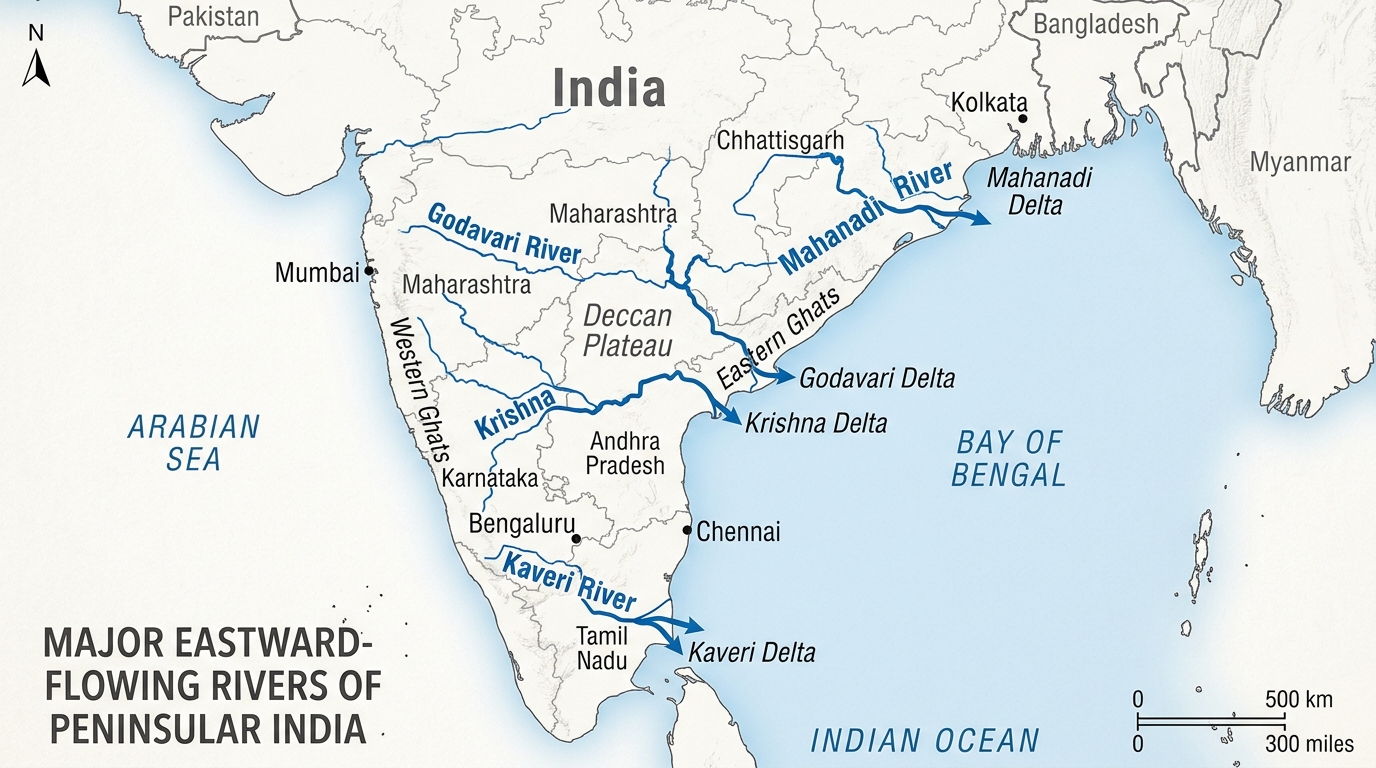 Pakistan
Bangladesh
N
India
Kolkata
Chhattisgarh
Myanmar
Mahanadi
Delta
Mahanadi River
Maharashtra
Godavari River
Mumbai
Maharashtra
Deccan
Plateau
Eastern Ghats
Western Ghats
Godavari Delta
Krishna
Krishna Delta
ARABIAN
SEA
Andhra
Pradesh
BAY OF
BENGAL
Karnataka
Bengaluru
Chennai
Kaveri River
Tamil
Nadu
Kaveri Delta
MAJOR EASTWARD-
FLOWING RIVERS OF
PENINSULAR INDIA
INDIAN OCEAN
0 500 km
0 300 miles